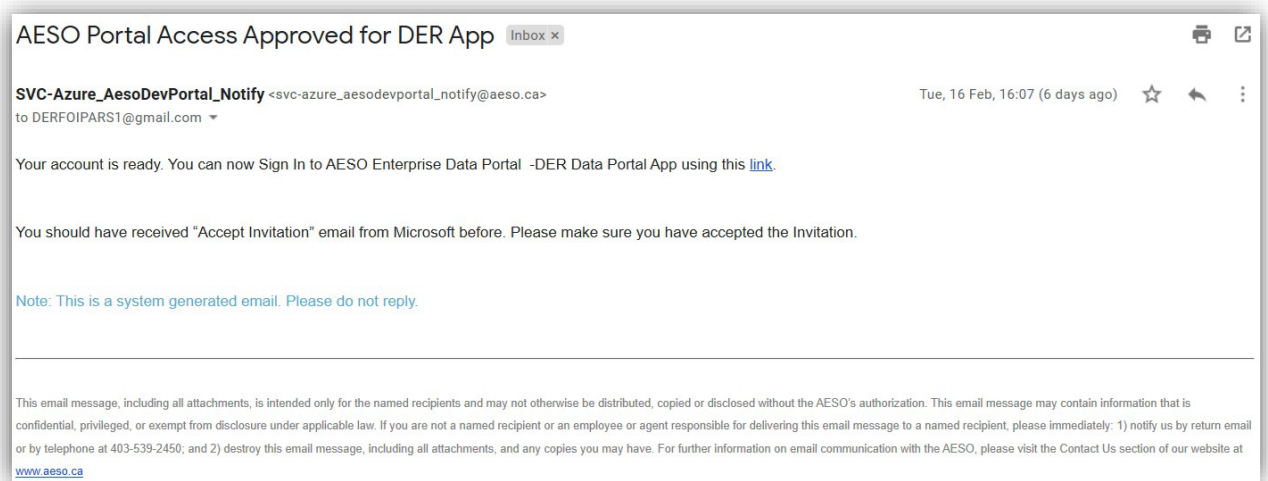 AESO Portal Access Approved for DER App Inbox ×
SVC-Azure_AesoDevPortal_Notify <svc-azure_aesodevportal_notify@aeso.ca> Tue, 16 Feb, 16:07 (6 days ago)
to DERFOIPARS1@gmail.com
Your account is ready. You can now Sign In to AESO Enterprise Data Portal -DER Data Portal App using this link.
You should have received “Accept Invitation” email from Microsoft before. Please make sure you have accepted the Invitation.
Note: This is a system generated email. Please do not reply.
This email message, including all attachments, is intended only for the named recipients and may not otherwise be distributed, copied or disclosed without the AESO's authorization. This email message may contain information that is
confidential, privileged, or exempt from disclosure under applicable law. If you are not a named recipient or an employee or agent responsible for delivering this email message to a named recipient, please immediately: 1) notify us by return email
or by telephone at 403-539-2450; and 2) destroy this email message, including all attachments, and any copies you may have. For further information on email communication with the AESO, please visit the Contact Us section of our website at
www.aeso.ca